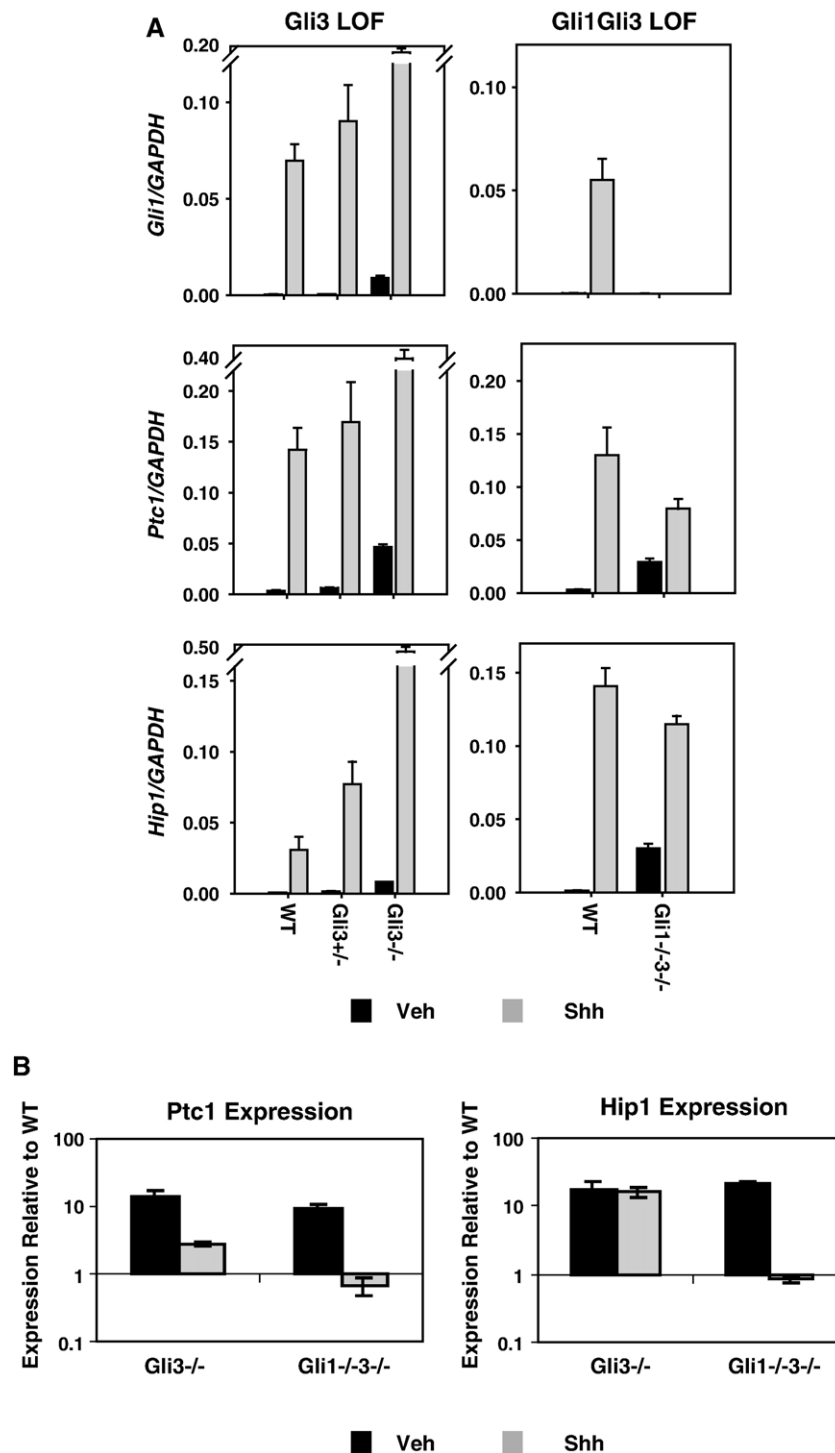 A
Gli3 LOF
Gli1Gli3 LOF
Gli1/GAPDH
0.20
0.10
0.05
0.00
0.10
0.05
0.00
Ptc1/GAPDH
0.40
0.20
0.15
0.10
0.05
0.00
0.20
0.15
0.10
0.05
0.00
Hip1/GAPDH
0.50
0.15
0.10
0.05
0.00
0.15
0.10
0.05
0.00
WT
Gli3+/-
Gli3-/-
WT
Gli1-/-3-/-
Veh
Shh
B
Ptc1 Expression
Expression Relative to WT
100
10
1
0.1
Gli3-/-
Gli1-/-3-/-
Hip1 Expression
Expression Relative to WT
100
10
1
0.1
Gli3-/-
Gli1-/-3-/-
Veh
Shh